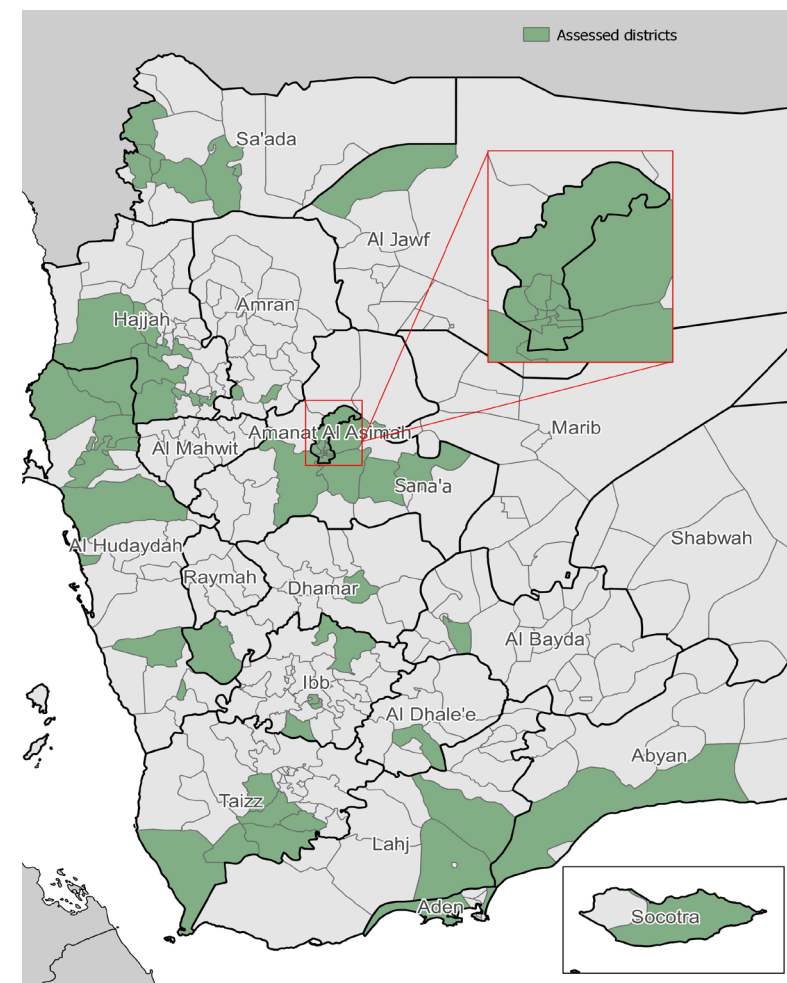 Assessed districts
Sa'ada
Al Jawf
Amran
Hajjah
Amanat Al Asimah
Marib
Al Mahwit
Sana'a
Shabwah
Al Hudaydah
Raymah
Dhamar
Al Bayda
Ibb
Al Dhale'e
Abyan
Taizz
Lahj
Aden
Socotra